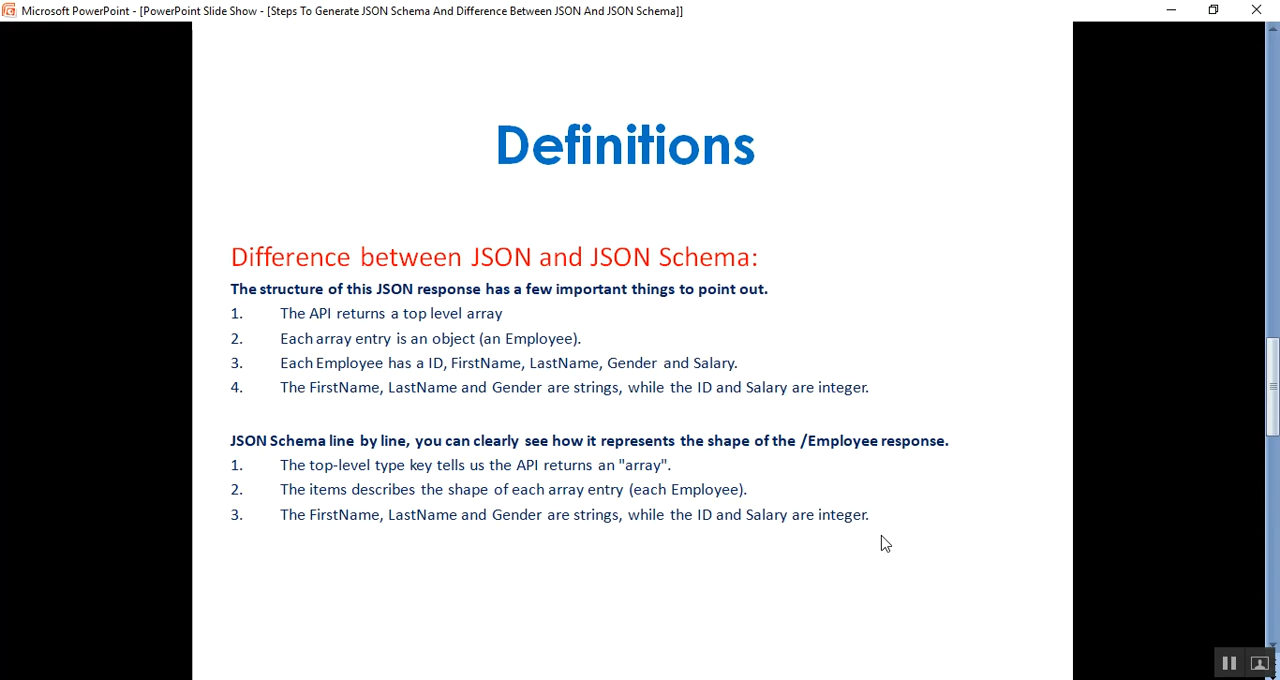 Microsoft PowerPoint - [PowerPoint Slide Show - [Steps To Generate JSON Schema And Difference Between JSON And JSON Schema]]
Definitions
Difference between JSON and JSON Schema:
The structure of this JSON response has a few important things to point out.
1. The API returns a top level array
2. Each array entry is an object (an Employee).
3. Each Employee has a ID, FirstName, LastName, Gender and Salary.
4. The FirstName, LastName and Gender are strings, while the ID and Salary are integer.
JSON Schema line by line, you can clearly see how it represents the shape of the /Employee response.
1. The top-level type key tells us the API returns an "array".
2. The items describes the shape of each array entry (each Employee).
3. The FirstName, LastName and Gender are strings, while the ID and Salary are integer.